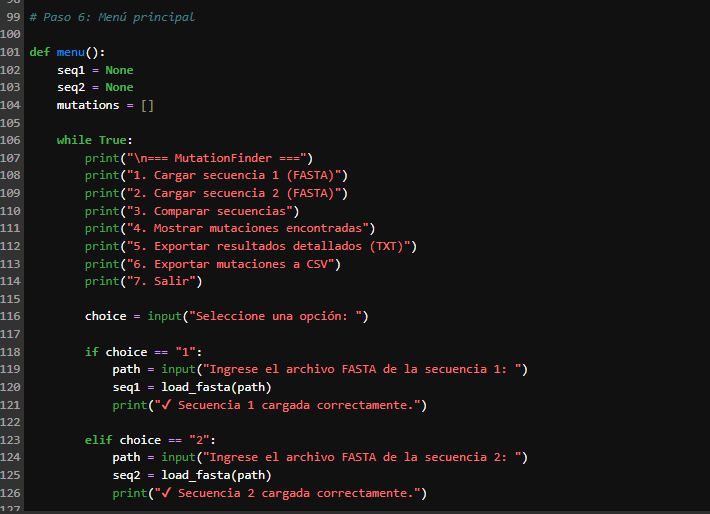 99 # Paso 6: Menú principal
100
101 def menu():
102     seq1 = None
103     seq2 = None
104     mutations = []
105
106     while True:
107         print("\n=== MutationFinder ===")
108         print("1. Cargar secuencia 1 (FASTA)")
109         print("2. Cargar secuencia 2 (FASTA)")
110         print("3. Comparar secuencias")
111         print("4. Mostrar mutaciones encontradas")
112         print("5. Exportar resultados detallados (TXT)")
113         print("6. Exportar mutaciones a CSV")
114         print("7. Salir")
115
116         choice = input("Seleccione una opción: ")
117
118         if choice == "1":
119             path = input("Ingrese el archivo FASTA de la secuencia 1: ")
120             seq1 = load_fasta(path)
121             print("✓ Secuencia 1 cargada correctamente.")
122
123         elif choice == "2":
124             path = input("Ingrese el archivo FASTA de la secuencia 2: ")
125             seq2 = load_fasta(path)
126             print("✓ Secuencia 2 cargada correctamente.")
127